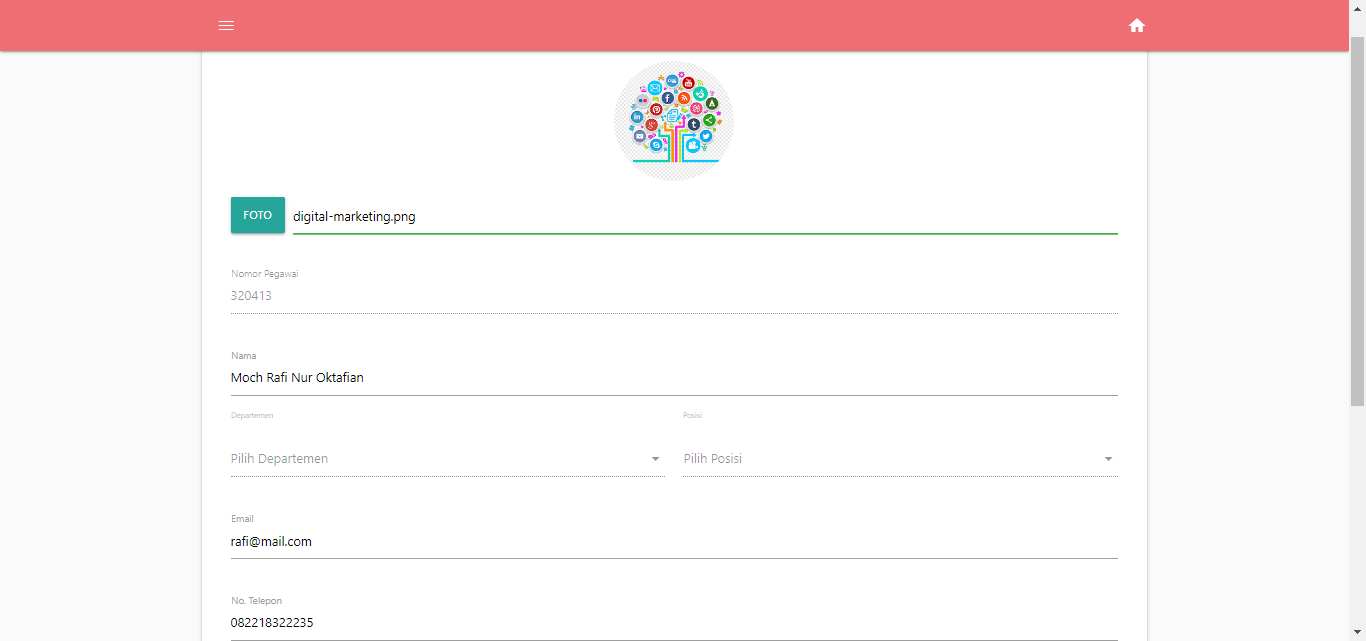 FOTO digital-marketing.png
Nomor Pegawai
320413
Nama
Moch Rafi Nur Oktafian
Departemen Posisi
Pilih Departemen Pilih Posisi
Email
rafi@mail.com
No. Telepon
082218322235